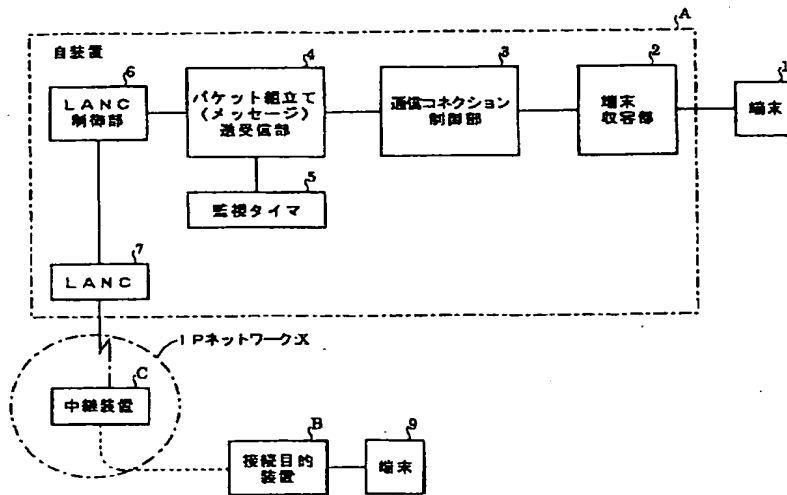 A
自装置
6
LANC
制御部
4
パケット組立て
(メッセージ)
送受信部
3
通信コネクション
制御部
2
端末
収容部
1
端末
5
監視タイマ
7
LANC
IPネットワーク:X
C
中継装置
B
接続目的
装置
9
端末